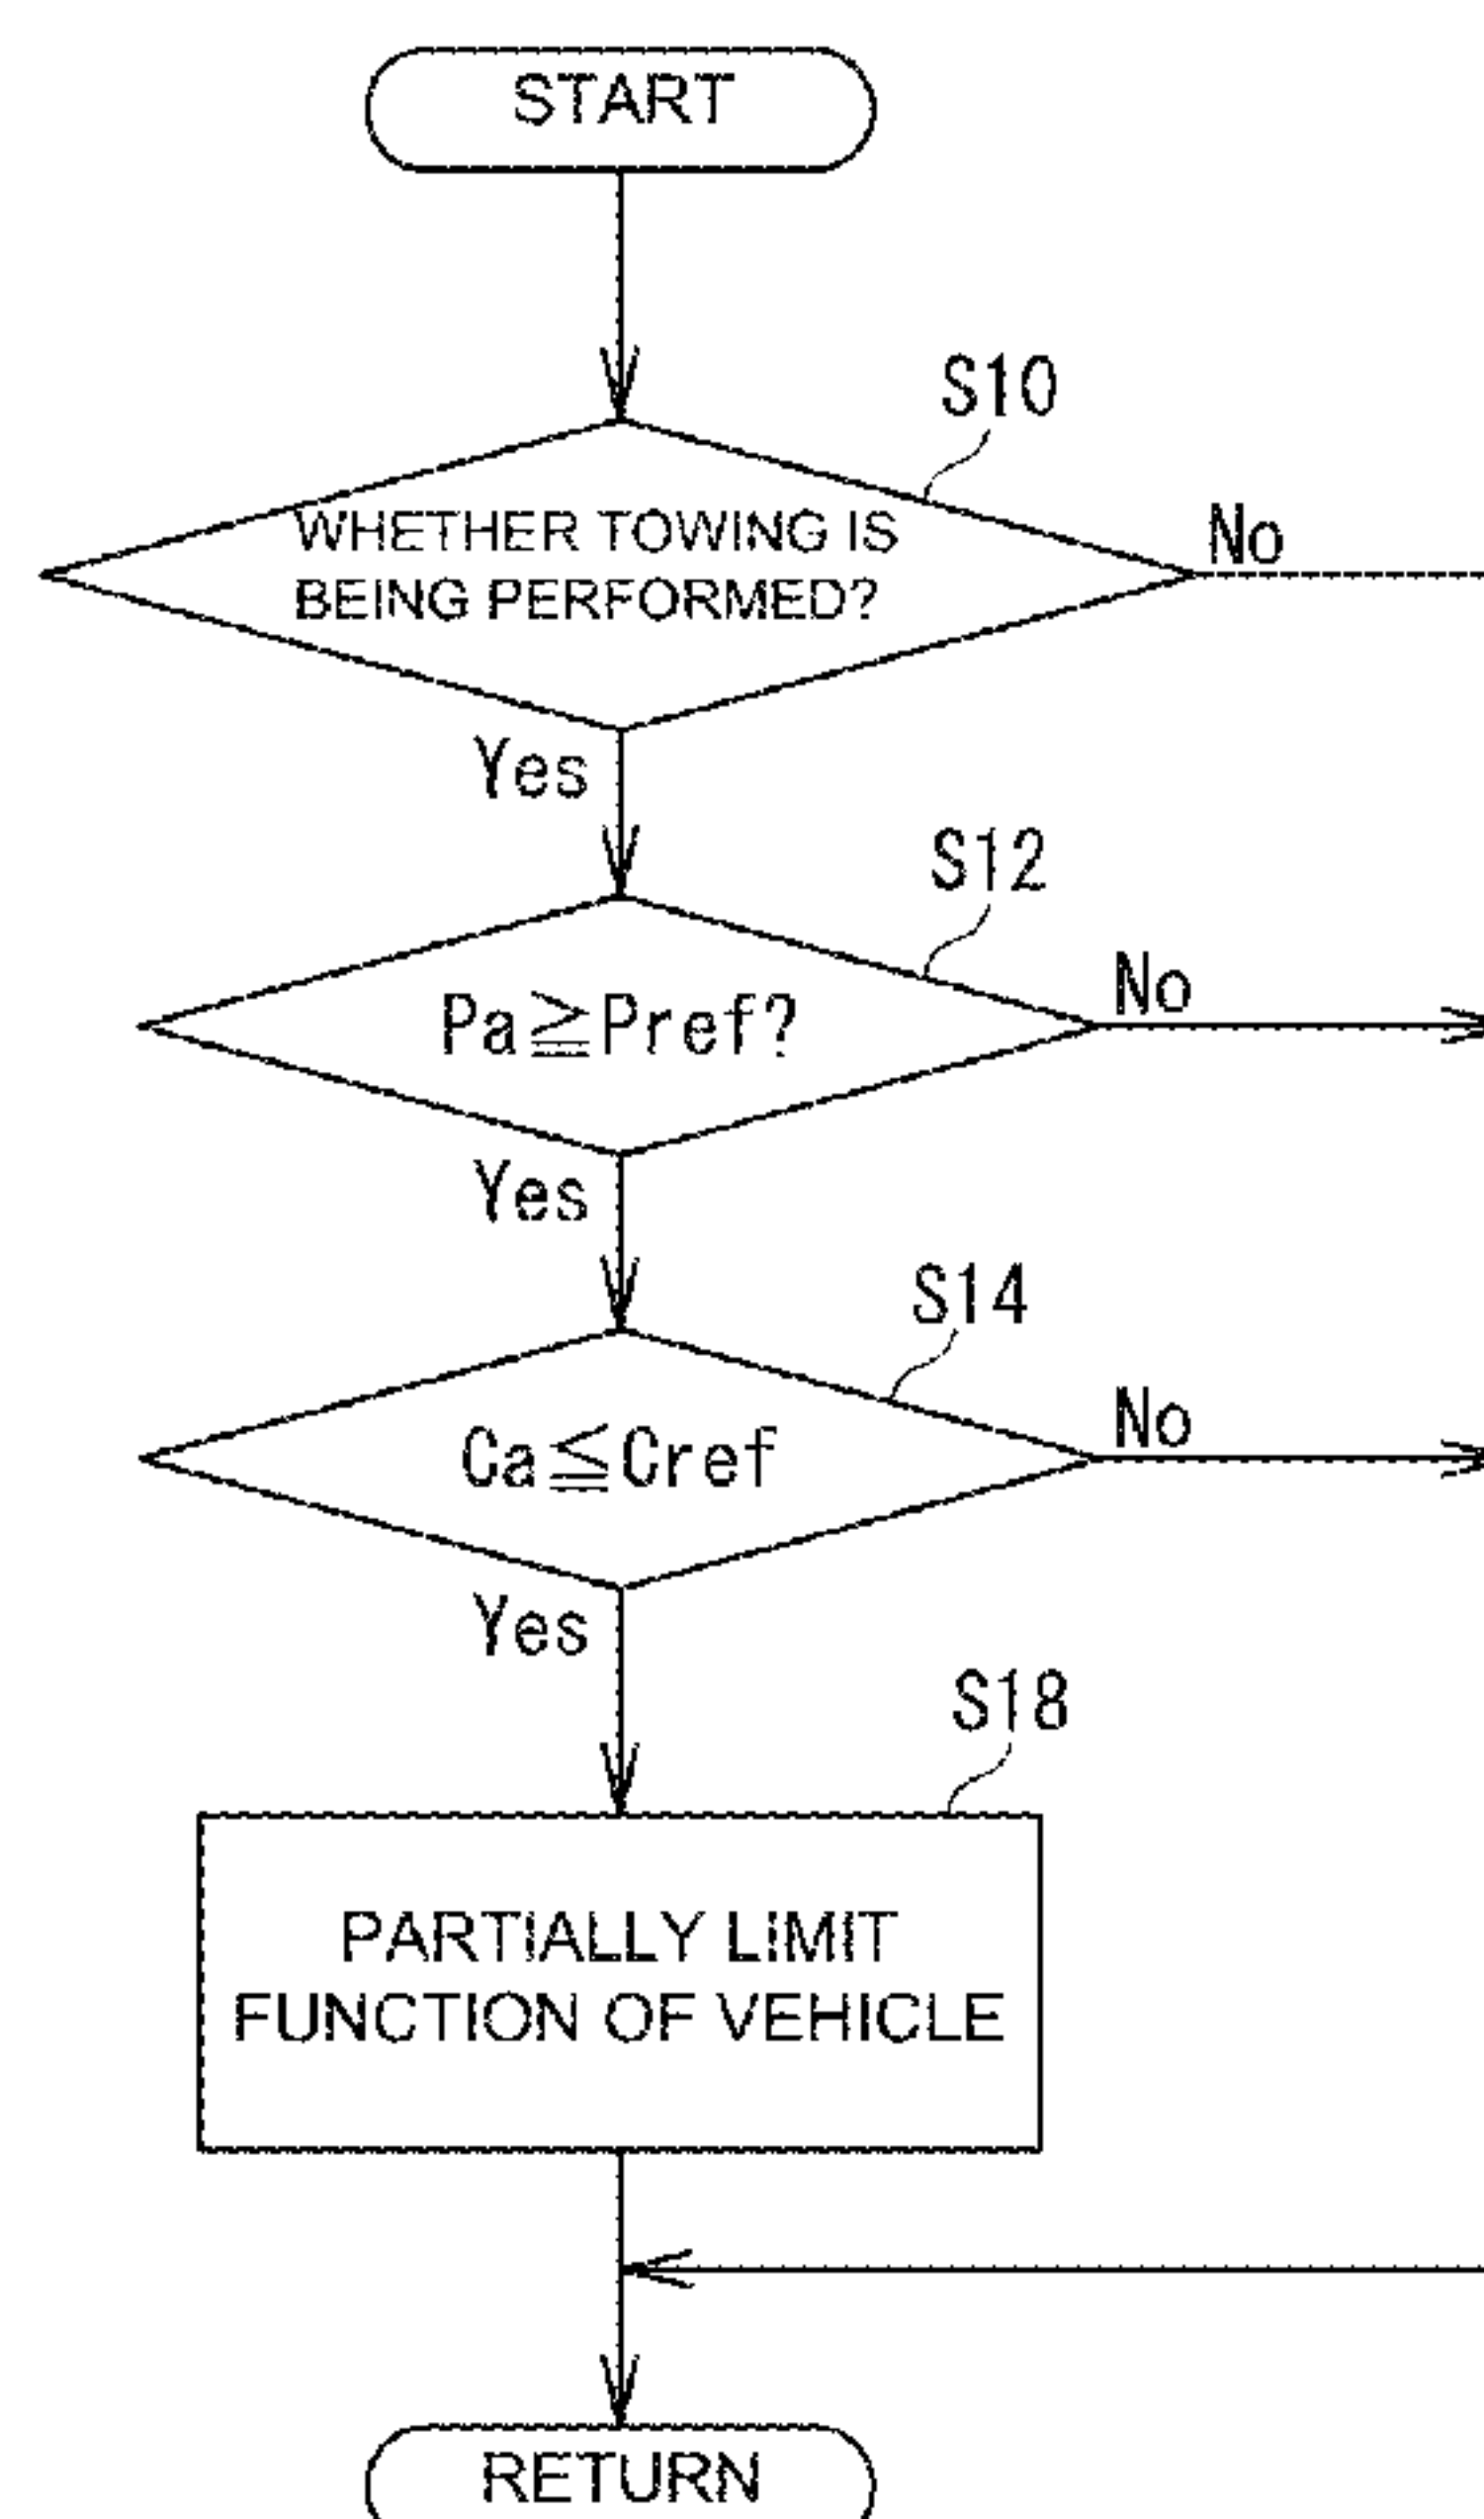 START
S10
WHETHER TOWING IS
BEING PERFORMED?
No
Yes
S12
Pa≧Pref?
No
Yes
S14
Ca≦Cref
No
Yes
S18
PARTIALLY LIMIT
FUNCTION OF VEHICLE
RETURN